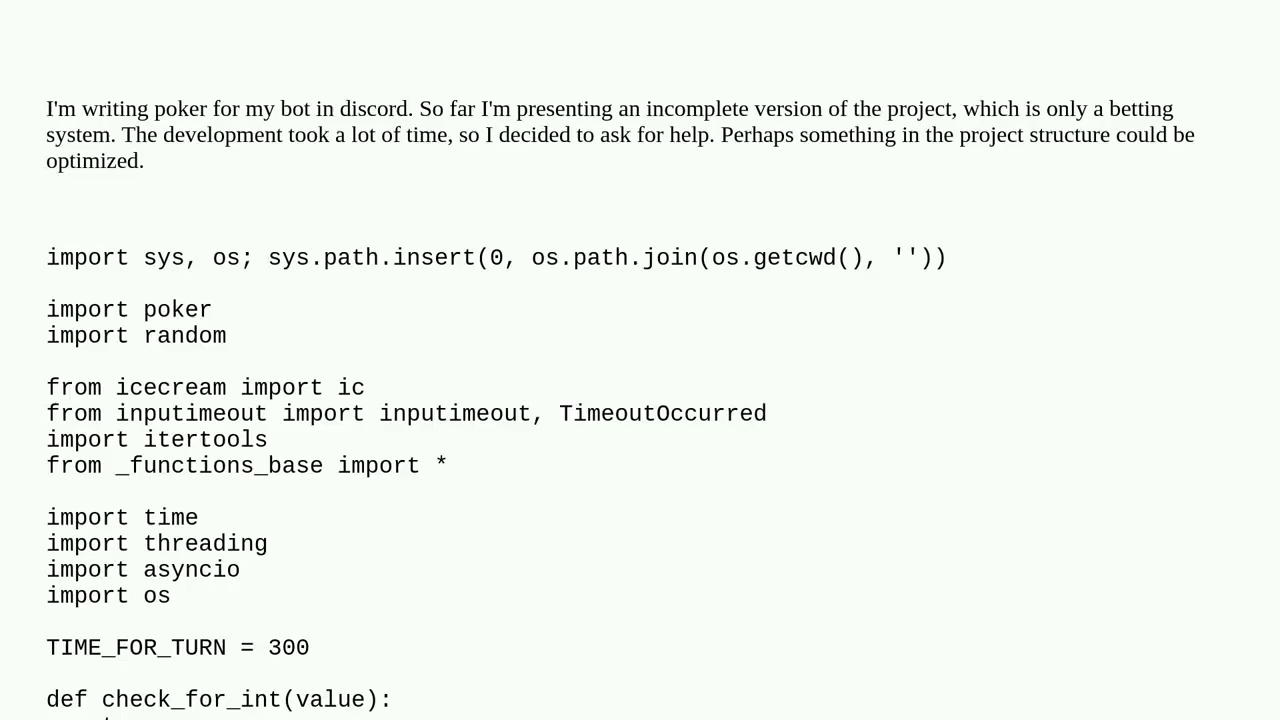 I'm writing poker for my bot in discord. So far I'm presenting an incomplete version of the project, which is only a betting
system. The development took a lot of time, so I decided to ask for help. Perhaps something in the project structure could be
optimized.
import sys, os; sys.path.insert(0, os.path.join(os.getcwd(), ''))
import poker
import random
from icecream import ic
from inputimeout import inputimeout, TimeoutOccurred
import itertools
from _functions_base import *
import time
import threading
import asyncio
import os
TIME_FOR_TURN = 300
def check_for_int(value):